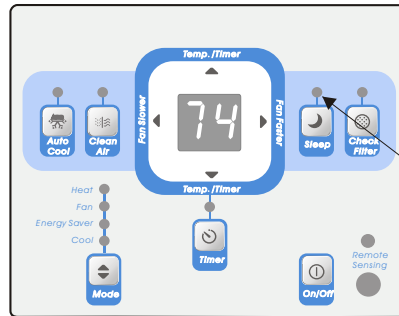 Temp./Timer
Fan Slower
74
Fan Faster
Auto
Cool
Clean
Air
Sleep
Check
Filter
Temp./Timer
Heat
Fan
Energy Saver
Cool
Mode
Timer
On/Off
Remote
Sensing